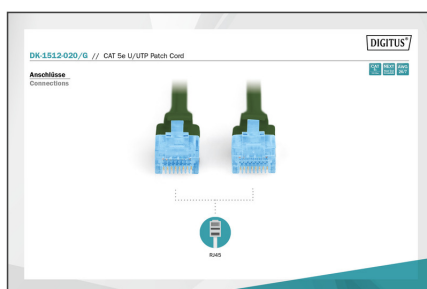 DIGITUS®
DK-1512-020/G // CAT 5e U/UTP Patch Cord
Anschlüsse
Connections
RJ45